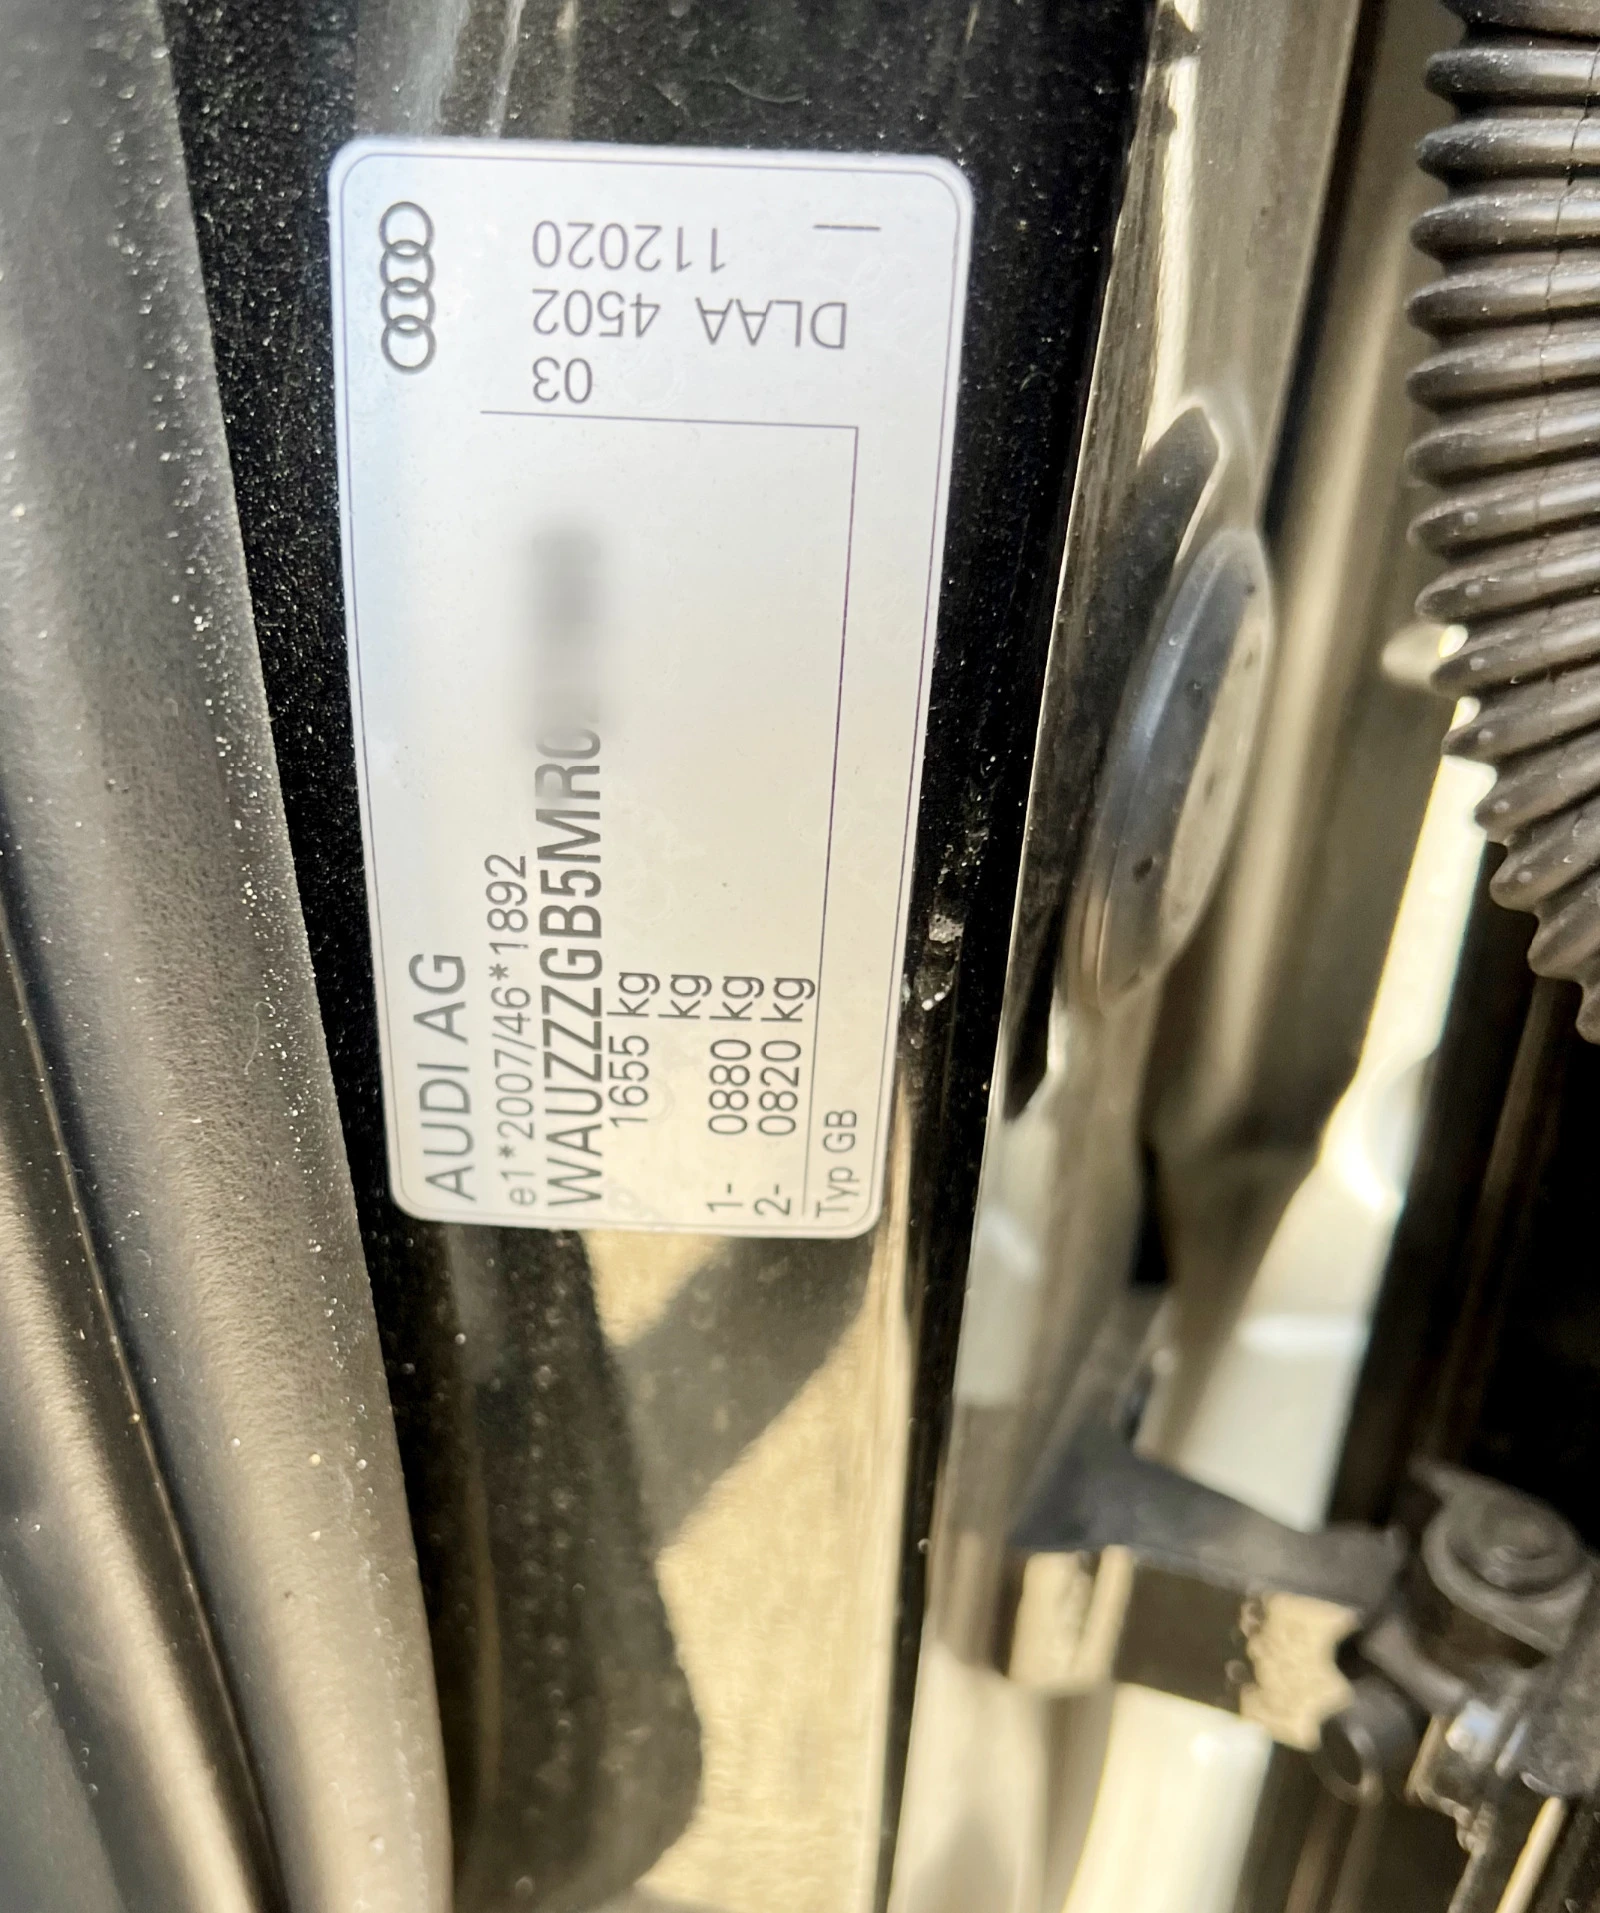 AUDI AG
e1*2007/46*1892
WAUZZZGB5MR
1655 kg
kg
1- 0880 kg
2- 0820 kg
Typ GB
03
DLAA 4502
112020